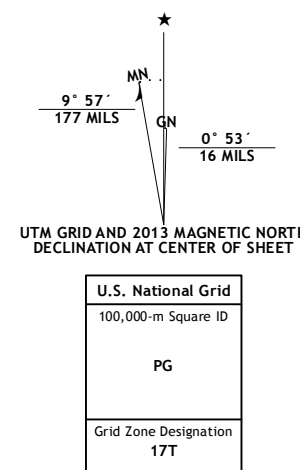 ★
MN
GN
9° 57´
177 MILS
0° 53´
16 MILS
UTM GRID AND 2013 MAGNETIC NORTH
DECLINATION AT CENTER OF SHEET
U.S. National Grid
100,000-m Square ID
PG
Grid Zone Designation
17T